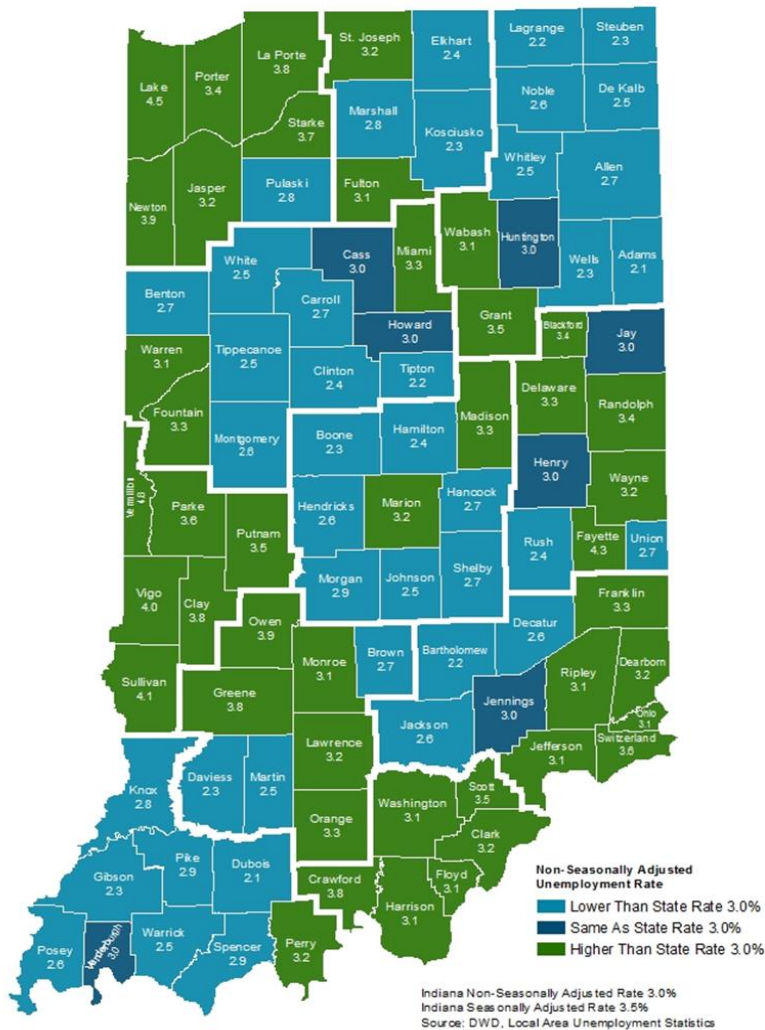 St. Joseph
3.2
Elkhart
2.4
Lagrange
2.2
Steuben
2.3
La Porte
3.8
Porter
3.4
Lake
4.5
Noble
2.6
De Kalb
2.5
Marshall
2.8
Starke
3.7
Kosciusko
2.3
Whitley
2.5
Allen
2.7
Pulaski
2.8
Fulton
3.1
Jasper
3.2
Newton
3.9
Wabash
3.1
Huntington
3.0
Miami
3.3
Cass
3.0
White
2.5
Wells
2.3
Adams
2.1
Benton
2.7
Carroll
2.7
Grant
3.5
Blackford
3.4
Jay
3.0
Howard
3.0
Warren
3.1
Tippecanoe
2.5
Clinton
2.4
Tipton
2.2
Delaware
3.3
Randolph
3.4
Fountain
3.3
Madison
3.3
Montgomery
2.6
Boone
2.3
Hamilton
2.4
Henry
3.0
Wayne
3.2
Vermillion
4.8
Parke
3.6
Hendricks
2.6
Marion
3.2
Hancock
2.7
Putnam
3.5
Rush
2.4
Fayette
4.3
Union
2.7
Morgan
2.9
Johnson
2.5
Shelby
2.7
Vigo
4.0
Clay
3.8
Franklin
3.3
Owen
3.9
Decatur
2.6
Monroe
3.1
Brown
2.7
Bartholomew
2.2
Ripley
3.1
Dearborn
3.2
Sullivan
4.1
Greene
3.8
Jennings
3.0
Ohio
3.1
Jackson
2.6
Switzerland
3.6
Lawrence
3.2
Jefferson
3.1
Knox
2.8
Daviess
2.3
Martin
2.5
Scott
3.5
Washington
3.1
Orange
3.3
Clark
3.2
Pike
2.9
Dubois
2.1
Gibson
2.3
Crawford
3.8
Floyd
3.1
Harrison
3.1
Posey
2.6
Vanderburgh
3.0
Warrick
2.5
Spencer
2.9
Perry
3.2
Non-Seasonally Adjusted
Unemployment Rate
Lower Than State Rate 3.0%
Same As State Rate 3.0%
Higher Than State Rate 3.0%
Indiana Non-Seasonally Adjusted Rate 3.0%
Indiana Seasonally Adjusted Rate 3.5%
Source: DWD, Local Area Unemployment Statistics